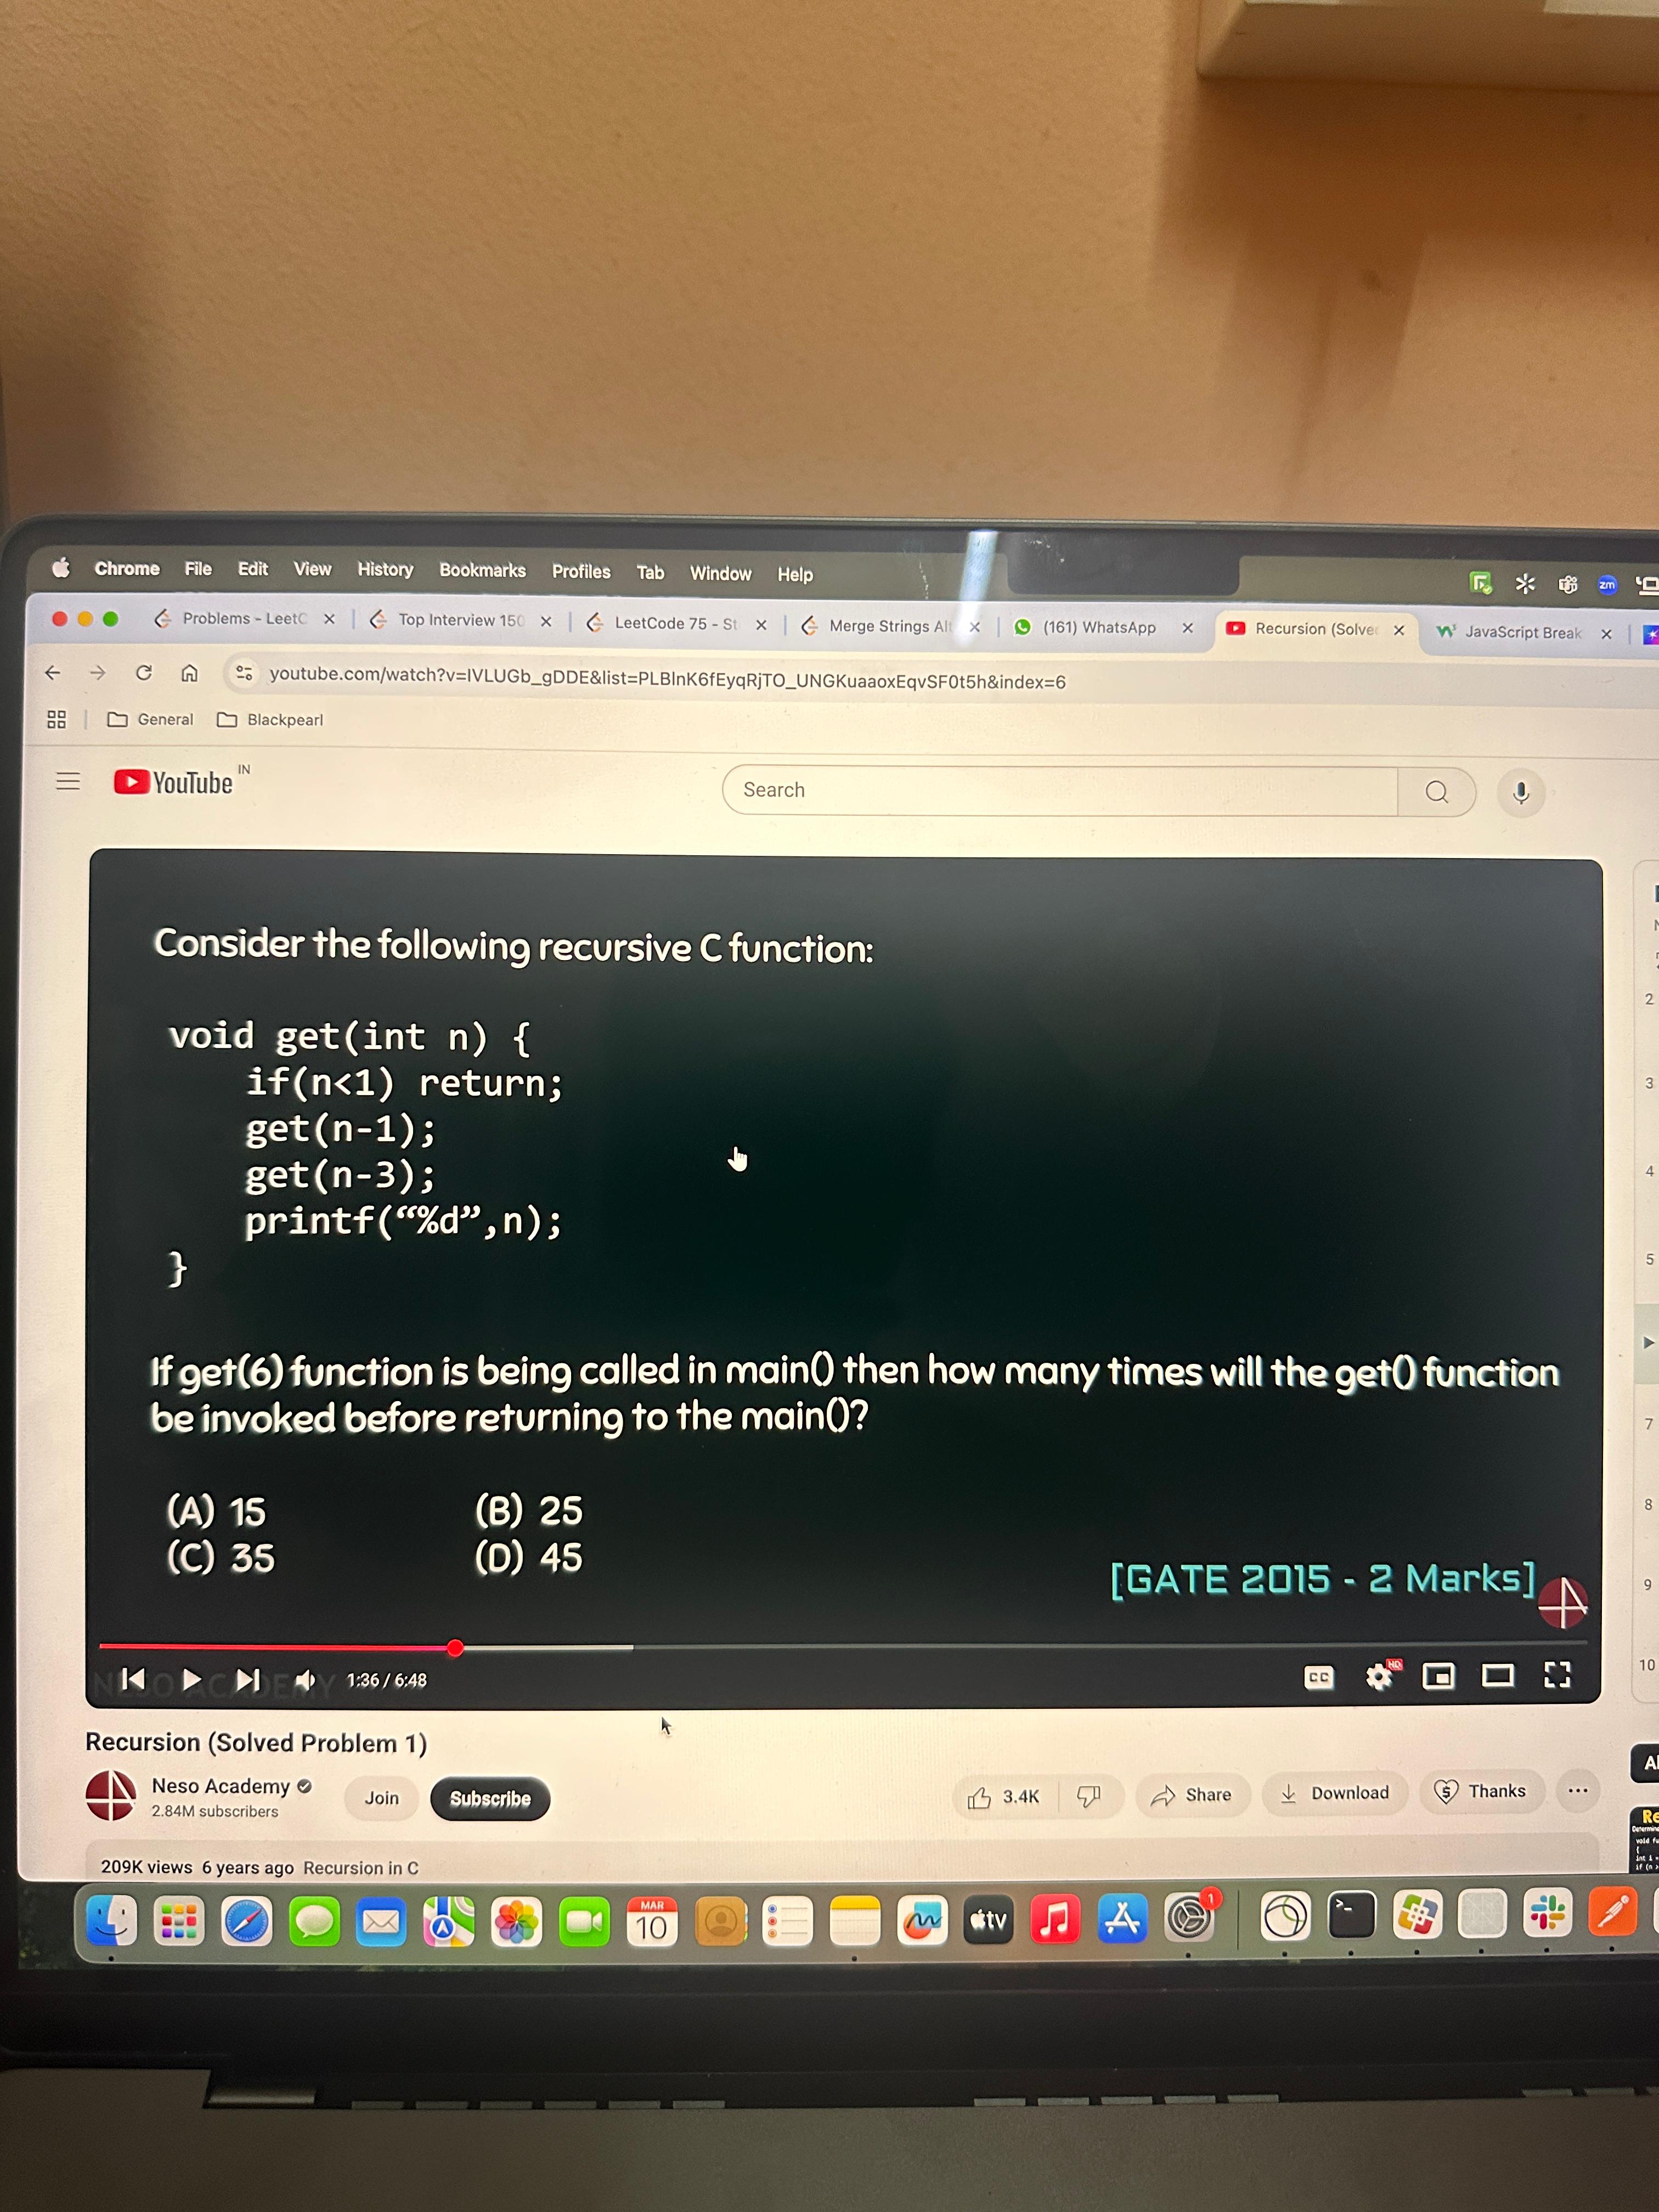 Chrome File Edit View History Bookmarks Profiles Tab Window Help
zm
Problems - LeetC
Top Interview 150
LeetCode 75 - St
Merge Strings Alt
(161) WhatsApp
Recursion (Solve
JavaScript Break
youtube.com/watch?v=lVLUGb_gDDE&list=PLBlnK6fEyqRjTO_UNGKuaaoxEqvSF0t5h&index=6
General Blackpearl
YouTube IN
Search
Consider the following recursive C function:
void get(int n) {
if(n<1) return;
get(n-1);
get(n-3);
printf(“%d”,n);
}
If get(6) function is being called in main() then how many times will the get() function
be invoked before returning to the main()?
(A) 15 (B) 25
(C) 35 (D) 45
[GATE 2015 - 2 Marks]
NESO ACADEMY
1:36 / 6:48
CC
HD
2
3
4
5
7
8
9
10
Recursion (Solved Problem 1)
Neso Academy
2.84M subscribers
Join
Subscribe
3.4K
Share
Download
Thanks
209K views 6 years ago Recursion in C
MAR
10
tv
1